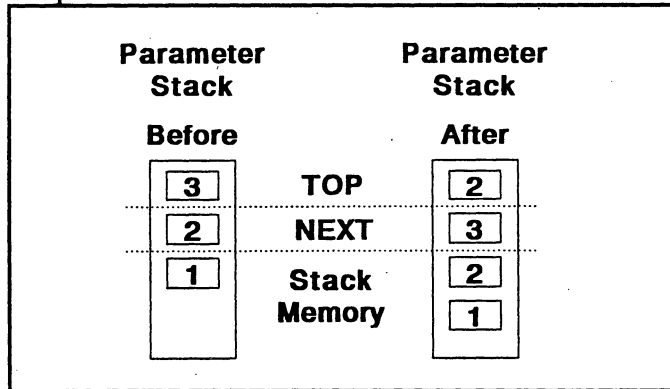 Parameter Parameter
Stack Stack
Before After
3 TOP 2
2 NEXT 3
1 Stack 2
Memory 1